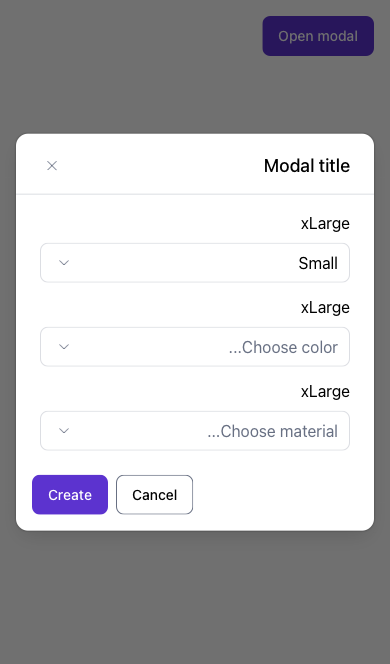 Open modal
Modal title
xLarge
Small
xLarge
...Choose color
xLarge
...Choose material
Create
Cancel